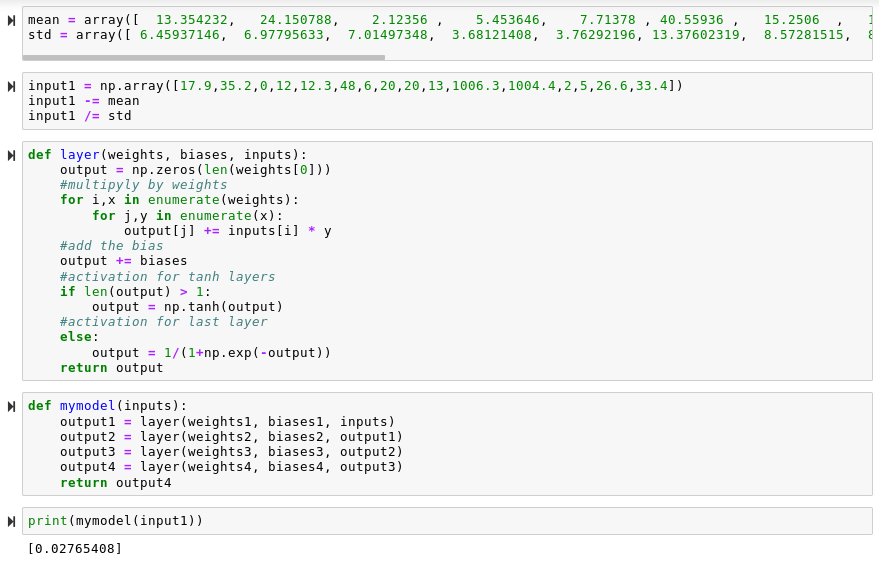 mean = array([  13.354232,   24.150788,    2.12356 ,    5.453646,    7.71378 , 40.55936 ,   15.2506  ,
std = array([ 6.45937146,  6.97795633,  7.01497348,  3.68121408,  3.76292196, 13.37602319,  8.57281515,
input1 = np.array([17.9,35.2,0,12,12.3,48,6,20,20,13,1006.3,1004.4,2,5,26.6,33.4])
input1 -= mean
input1 /= std
def layer(weights, biases, inputs):
    output = np.zeros(len(weights[0]))
    #multipyly by weights
    for i,x in enumerate(weights):
        for j,y in enumerate(x):
            output[j] += inputs[i] * y
    #add the bias
    output += biases
    #activation for tanh layers
    if len(output) > 1:
        output = np.tanh(output)
    #activation for last layer
    else:
        output = 1/(1+np.exp(-output))
    return output
def mymodel(inputs):
    output1 = layer(weights1, biases1, inputs)
    output2 = layer(weights2, biases2, output1)
    output3 = layer(weights3, biases3, output2)
    output4 = layer(weights4, biases4, output3)
    return output4
print(mymodel(input1))
[0.02765408]